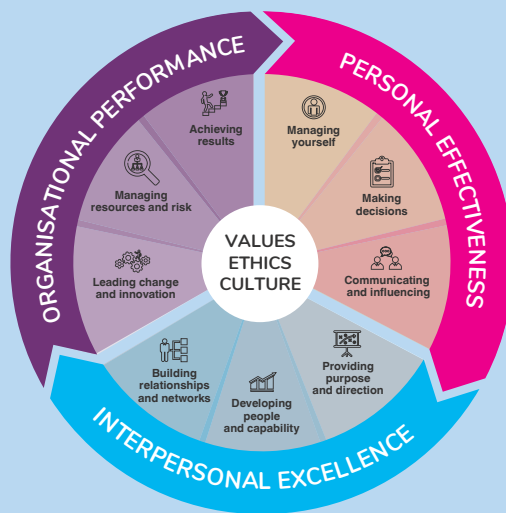 ORGANISATIONAL PERFORMANCE
PERSONAL EFFECTIVENESS
INTERPERSONAL EXCELLENCE
VALUES
ETHICS
CULTURE
Managing
yourself
Making
decisions
Communicating
and influencing
Providing
purpose
and direction
Developing
people
and capability
Building
relationships
and networks
Leading change
and innovation
Managing
resources and risk
Achieving
results